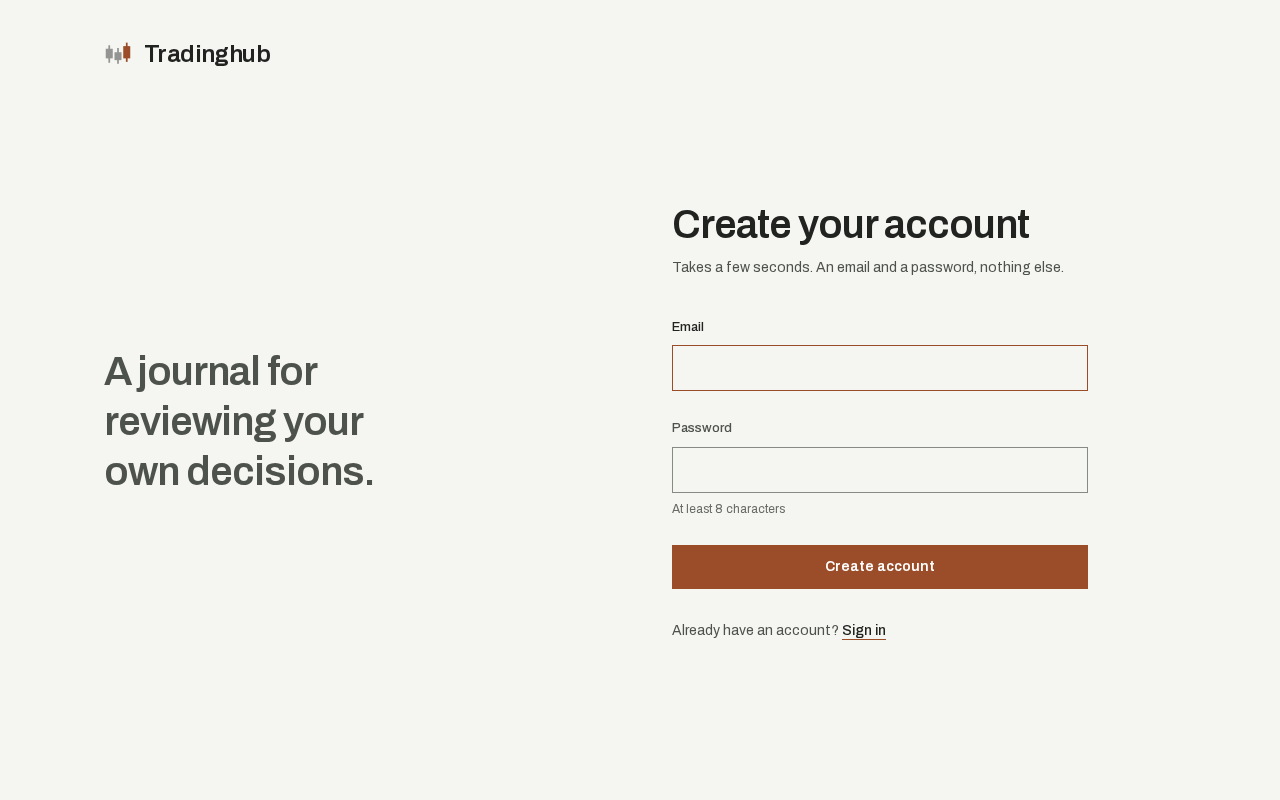 Tradinghub
Create your account
Takes a few seconds. An email and a password, nothing else.
Email
A journal for
reviewing your
own decisions.
Password
At least 8 characters
Create account
Already have an account? Sign in